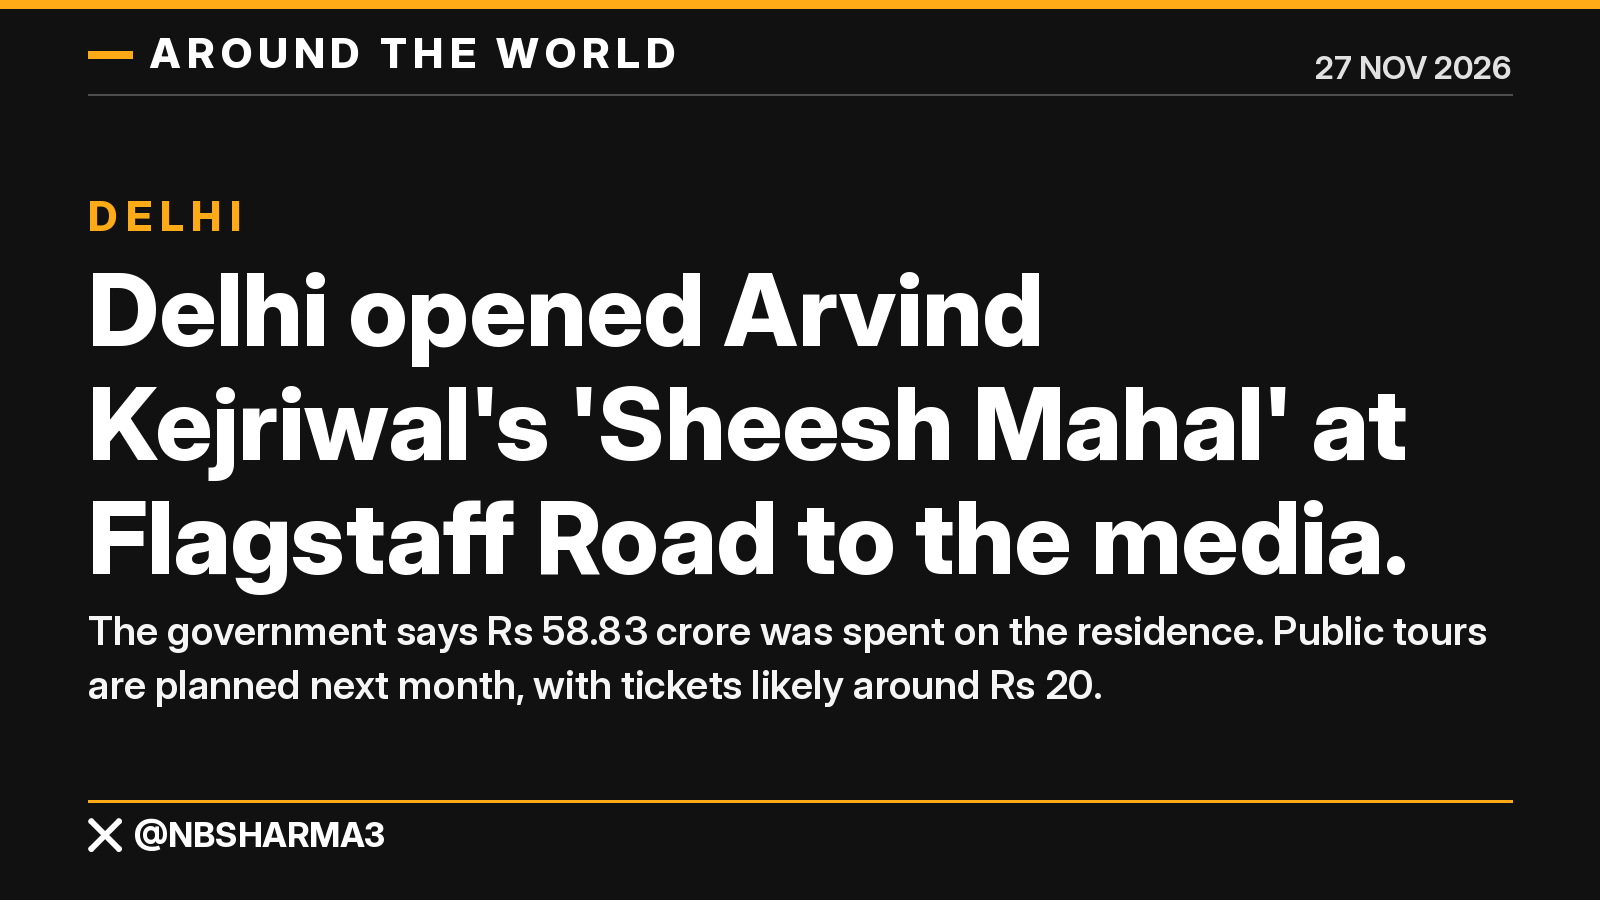 AROUND THE WORLD
27 NOV 2026
DELHI
Delhi opened Arvind
Kejriwal's 'Sheesh Mahal' at
Flagstaff Road to the media.
The government says Rs 58.83 crore was spent on the residence. Public tours
are planned next month, with tickets likely around Rs 20.
@NBSHARMA3